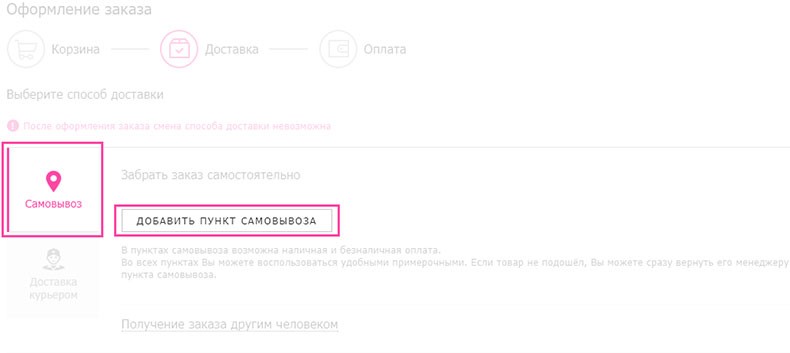 Оформление заказа
Корзина Доставка Оплата
Выберите способ доставки
После оформления заказа смена способа доставки невозможна
Самовывоз
Забрать заказ самостоятельно
ДОБАВИТЬ ПУНКТ САМОВЫВОЗА
В пунктах самовывоза возможна наличная и безналичная оплата.
Во всех пунктах Вы можете воспользоваться удобными примерочными. Если товар не подошёл, Вы можете сразу вернуть его менеджеру
пункта самовывоза.
Доставка
курьером
Получение заказа другим человеком